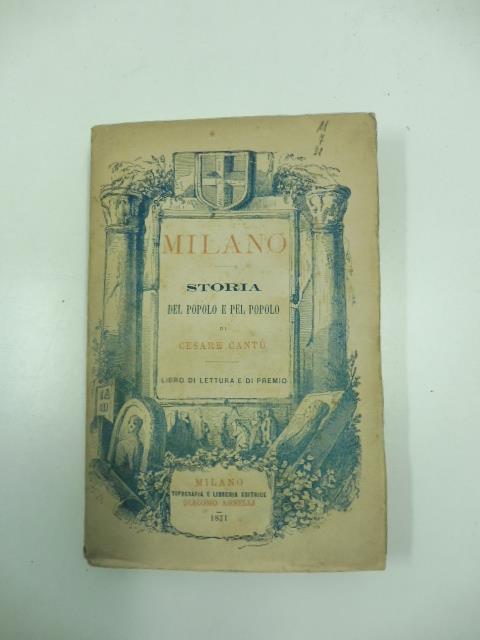 MILANO
STORIA
DEL POPOLO E PEL POPOLO
DI
CESARE CANTÙ
LIBRO DI LETTURA E DI PREMIO
MILANO
TIPOGRAFIA E LIBRERIA EDITRICE
GIACOMO AGNELLI
1871